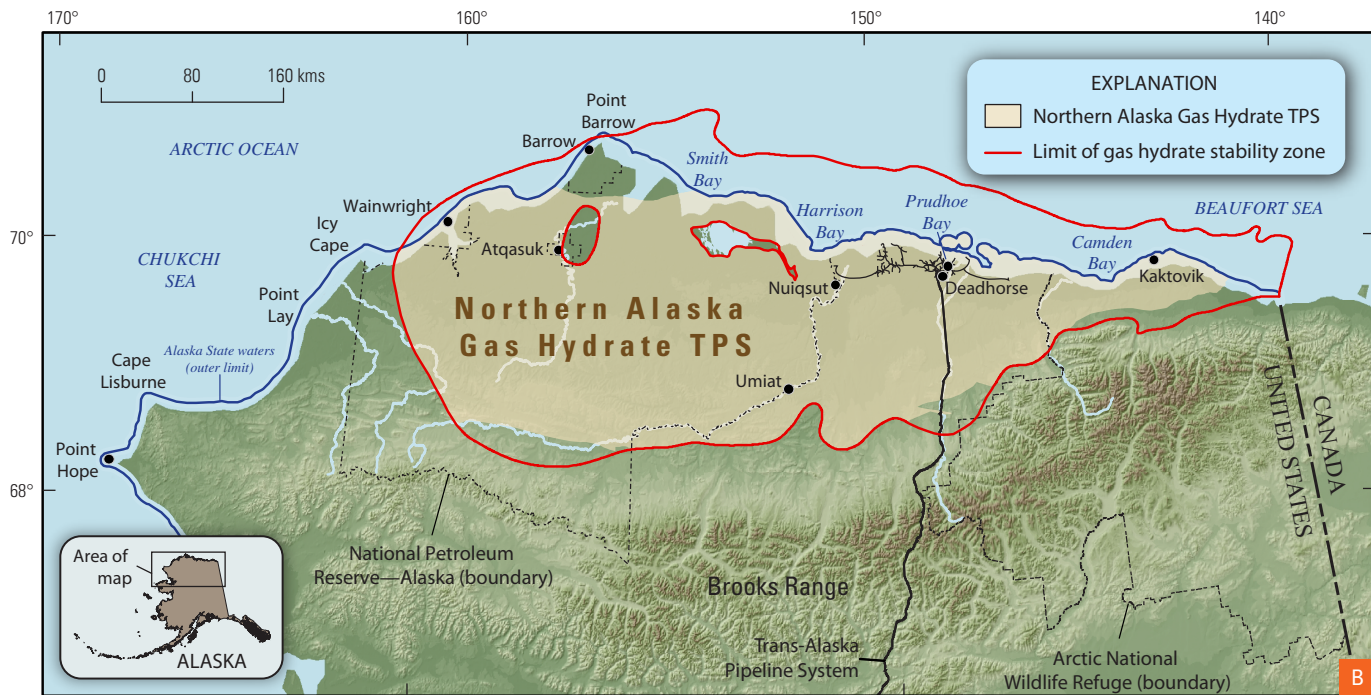 170°
160°
150°
140°
0 80 160 kms
EXPLANATION
Northern Alaska Gas Hydrate TPS
Limit of gas hydrate stability zone
Point
Barrow
Barrow
ARCTIC OCEAN
Smith
Bay
Wainwright
Harrison
Bay
Prudhoe
Bay
BEAUFORT SEA
Icy
Cape
70°
Atqasuk
Camden
Bay
Kaktovik
CHUKCHI
SEA
Nuiqsut
Deadhorse
Point
Lay
Northern Alaska
Gas Hydrate TPS
Alaska State waters
(outer limit)
Cape
Lisburne
Umiat
CANADA
UNITED STATES
Point
Hope
68°
National Petroleum
Reserve—Alaska (boundary)
Area of
map
Brooks Range
ALASKA
Trans-Alaska
Pipeline System
Arctic National
Wildlife Refuge (boundary)
B